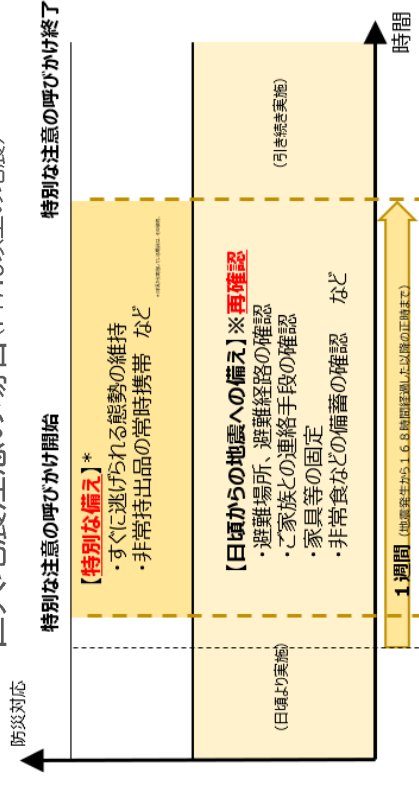 防災対応
特別な注意の呼びかけ開始
特別な注意の呼びかけ終了
【特別な備え】*
・すぐに逃げられる態勢の維持
・非常持出品の常時携帯　など
(日頃より実施)
【日頃からの地震への備え】※再確認
・避難場所、避難経路の確認
・ご家族との連絡手段の確認
・家具等の固定
・非常食などの備蓄の確認　など
(引き続き実施)
1週間 (地震発生から168時間経過した以降の正時まで)
時間